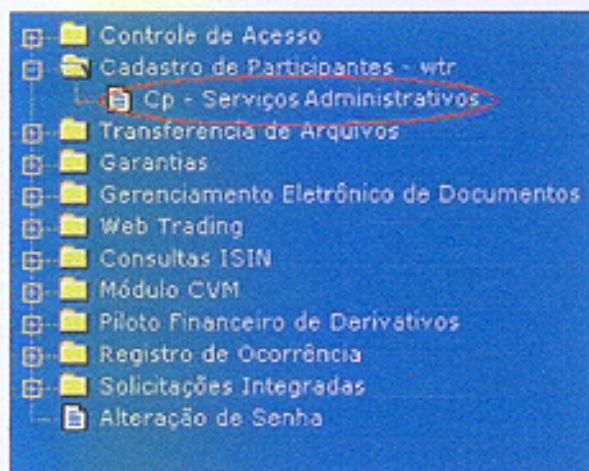 Controle de Acesso
Cadastro de Participantes - wtr
Cp - Serviços Administrativos
Transferencia de Arquivos
Garantias
Gerenciamento Eletrônico de Documentos
Web Trading
Consultas ISIN
Módulo CVM
Piloto Financeiro de Derivativos
Registro de Ocorrência
Solicitações Integradas
Alteração de Senha